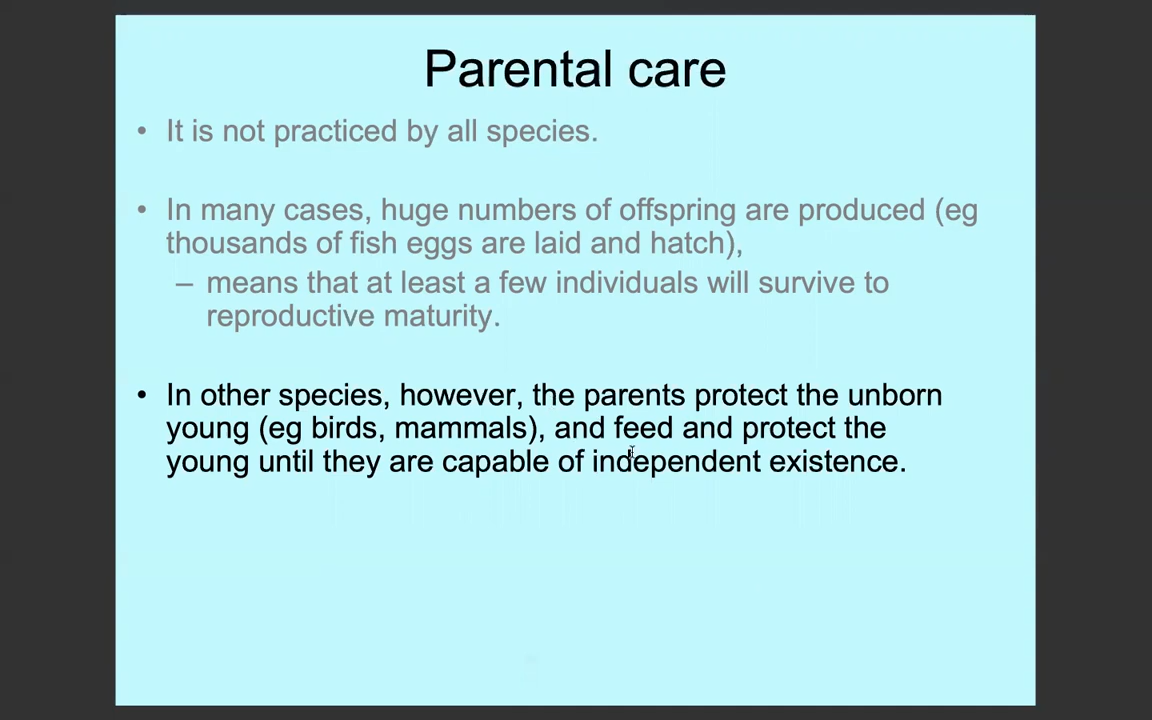 Parental care
• It is not practiced by all species.
• In many cases, huge numbers of offspring are produced (eg
thousands of fish eggs are laid and hatch),
– means that at least a few individuals will survive to
reproductive maturity.
• In other species, however, the parents protect the unborn
young (eg birds, mammals), and feed and protect the
young until they are capable of independent existence.